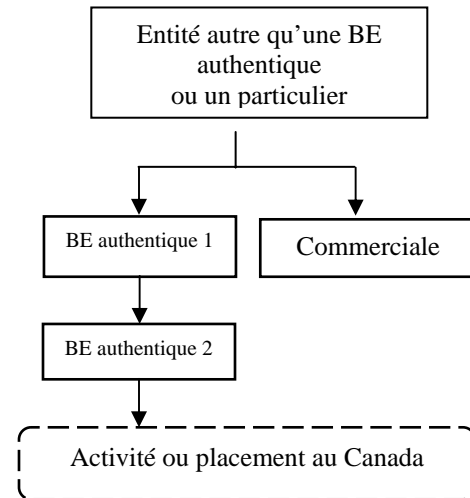 Entité autre qu’une BE
authentique
ou un particulier
BE authentique 1
Commerciale
BE authentique 2
Activité ou placement au Canada